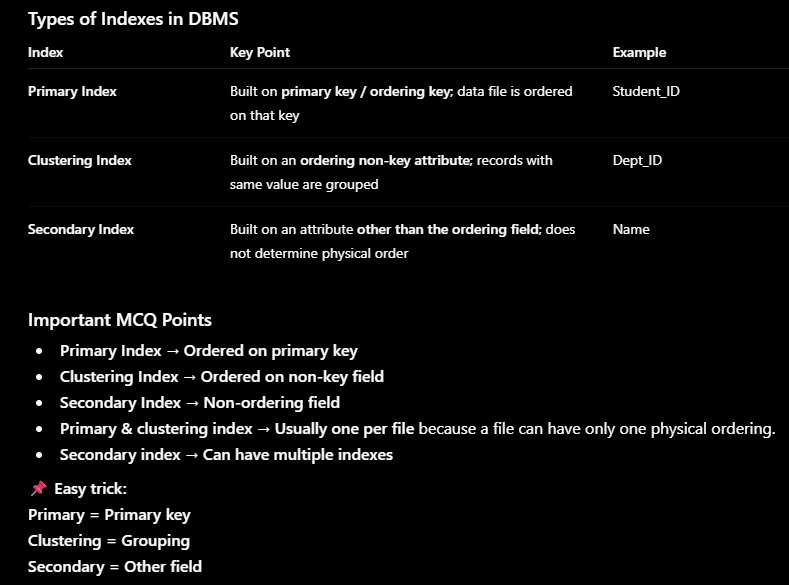 Types of Indexes in DBMS
Index Key Point Example
Primary Index Built on primary key / ordering key; data file is ordered Student_ID
on that key
Clustering Index Built on an ordering non-key attribute; records with Dept_ID
same value are grouped
Secondary Index Built on an attribute other than the ordering field; does Name
not determine physical order
Important MCQ Points
• Primary Index → Ordered on primary key
• Clustering Index → Ordered on non-key field
• Secondary Index → Non-ordering field
• Primary & clustering index → Usually one per file because a file can have only one physical ordering.
• Secondary index → Can have multiple indexes
📌 Easy trick:
Primary = Primary key
Clustering = Grouping
Secondary = Other field